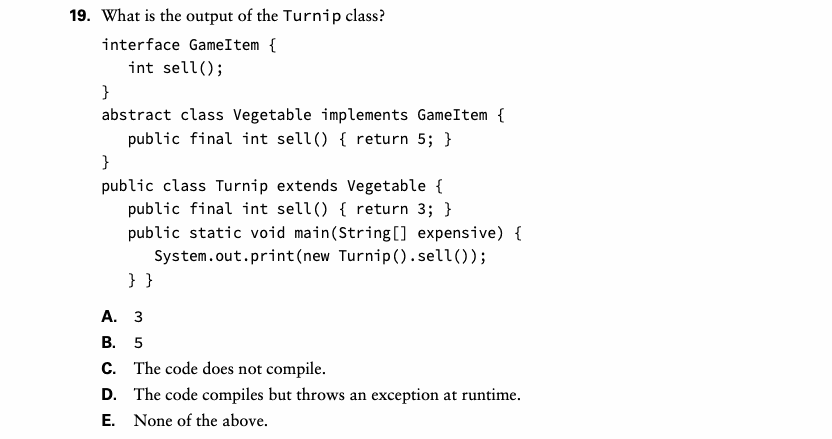 19. What is the output of the Turnip class?
interface GameItem {
int sell();
}
abstract class Vegetable implements GameItem {
public final int sell() { return 5; }
}
public class Turnip extends Vegetable {
public final int sell() { return 3; }
public static void main(String[] expensive) {
System.out.print(new Turnip().sell());
} }
A. 3
B. 5
C. The code does not compile.
D. The code compiles but throws an exception at runtime.
E. None of the above.